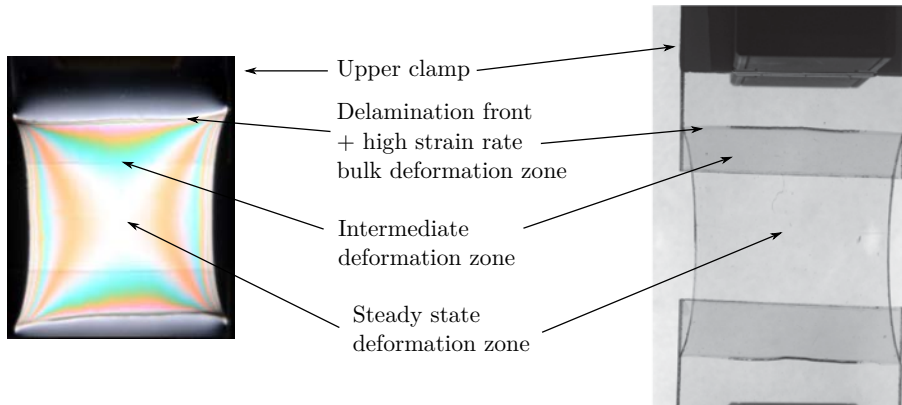 Upper clamp
Delamination front
+ high strain rate
bulk deformation zone
Intermediate
deformation zone
Steady state
deformation zone